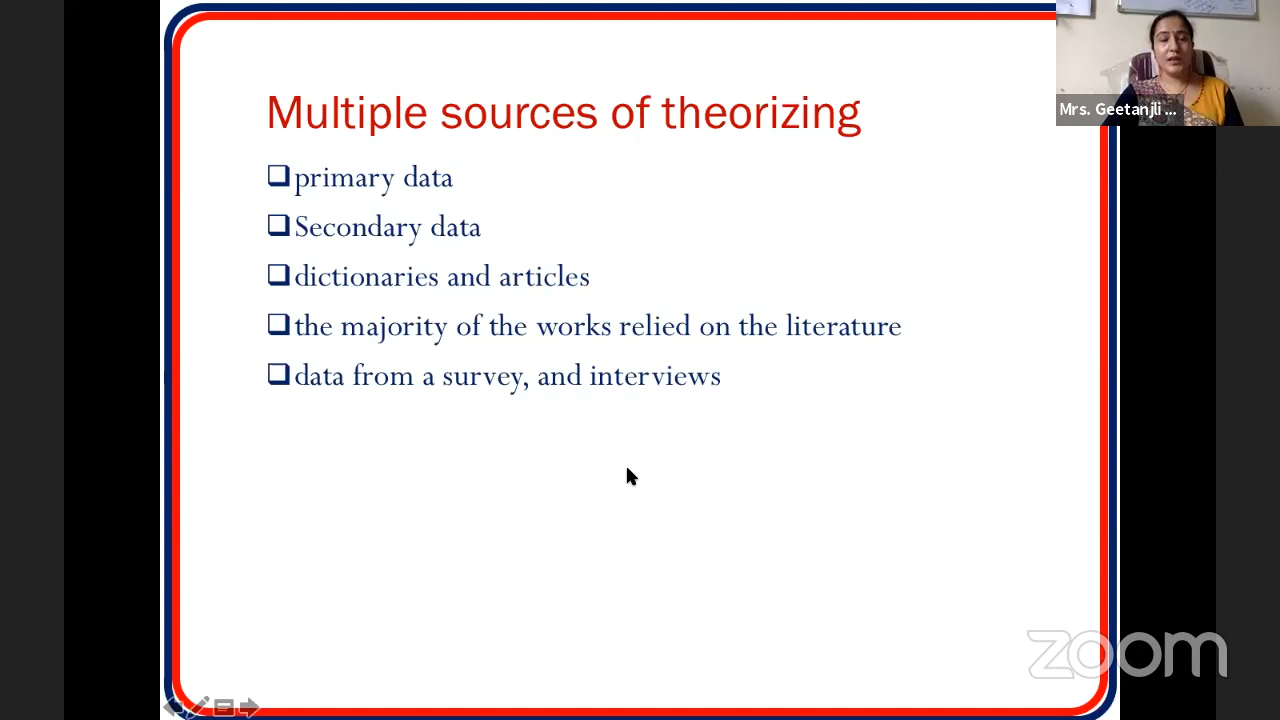 Multiple sources of theorizing
primary data
Secondary data
dictionaries and articles
the majority of the works relied on the literature
data from a survey, and interviews
Mrs. Geetanjli ...
zoom